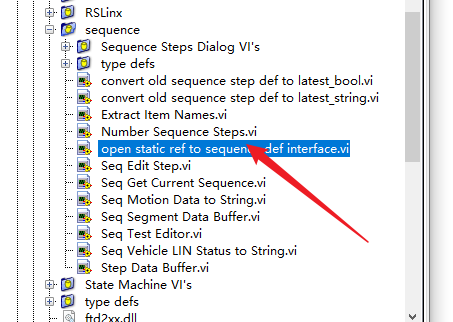 RSLinx
sequence
Sequence Steps Dialog VI's
type defs
convert old sequence step def to latest_bool.vi
convert old sequence step def to latest_string.vi
Extract Item Names.vi
Number Sequence Steps.vi
open static ref to sequence def interface.vi
Seq Edit Step.vi
Seq Get Current Sequence.vi
Seq Motion Data to String.vi
Seq Segment Data Buffer.vi
Seq Test Editor.vi
Seq Vehicle LIN Status to String.vi
Step Data Buffer.vi
State Machine VI's
type defs
ftd2xx.dll